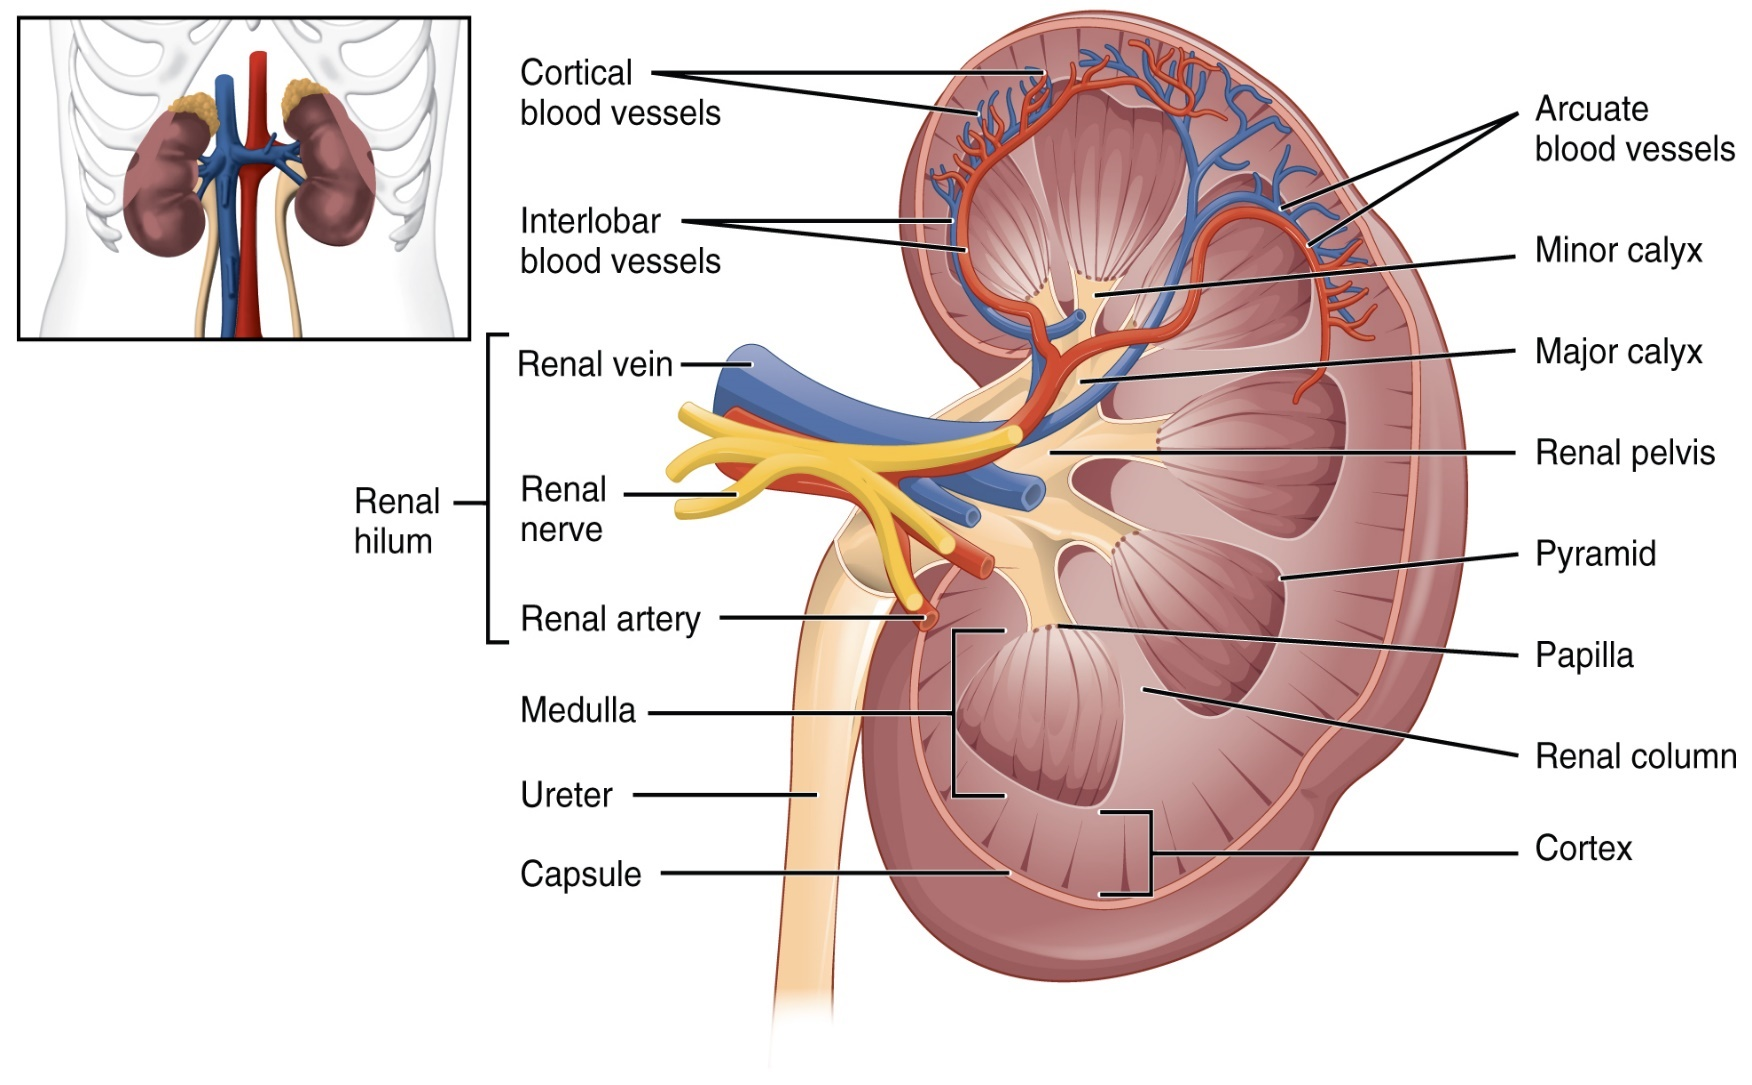 Cortical
blood vessels
Interlobar
blood vessels
Renal vein
Renal
nerve
Renal
hilum
Renal artery
Medulla
Ureter
Capsule
Arcuate
blood vessels
Minor calyx
Major calyx
Renal pelvis
Pyramid
Papilla
Renal column
Cortex